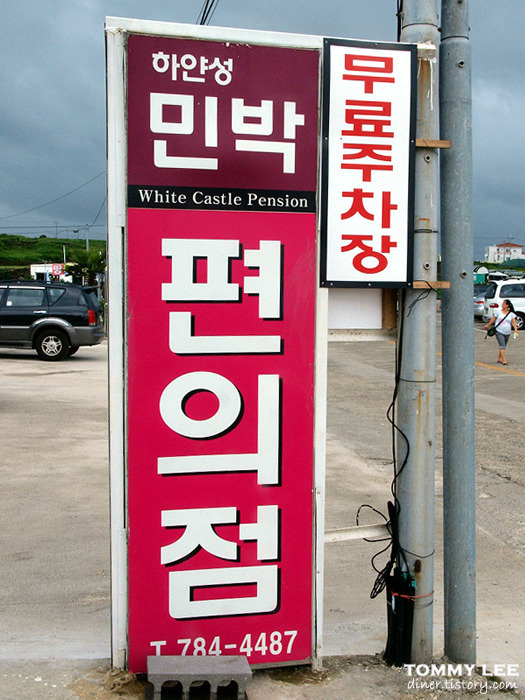 하얀성
민박
White Castle Pension
편의점
T. 784-4487
무료주차장
TOMMY LEE
diner.tistory.com